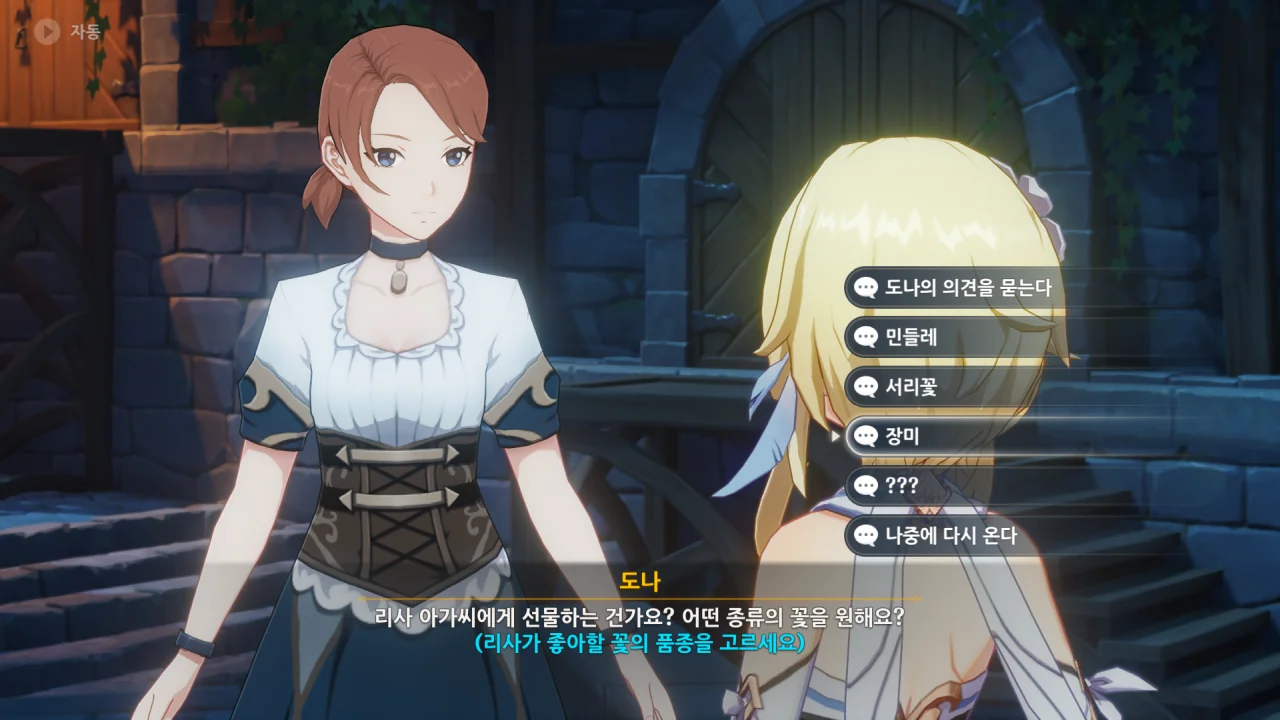 자동
도나의 의견을 묻는다
민들레
서리꽃
장미
???
나중에 다시 온다
도나
리사 아가씨에게 선물하는 건가요? 어떤 종류의 꽃을 원해요?
(리사가 좋아할 꽃의 품종을 고르세요)